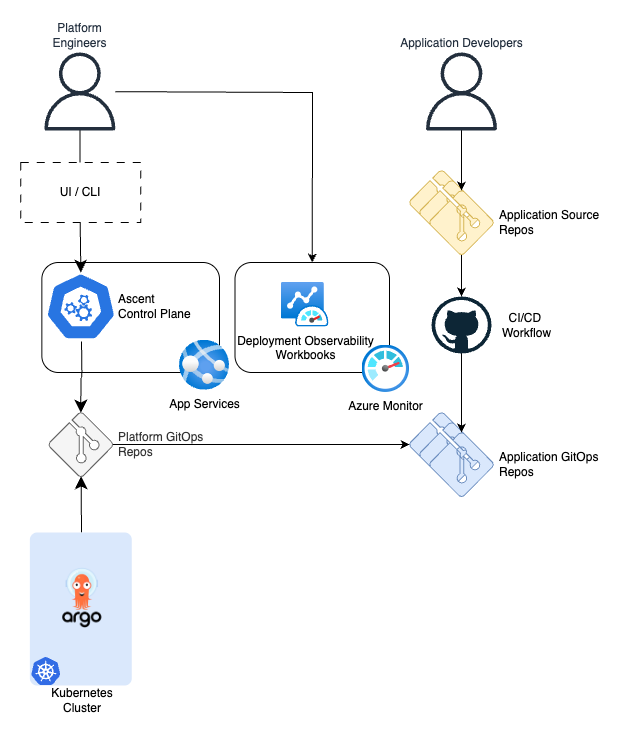 Platform
Engineers
Application Developers
UI / CLI
Application Source
Repos
Ascent
Control Plane
Deployment Observability
Workbooks
CI/CD
Workflow
App Services
Azure Monitor
Platform GitOps
Repos
Application GitOps
Repos
argo
Kubernetes
Cluster